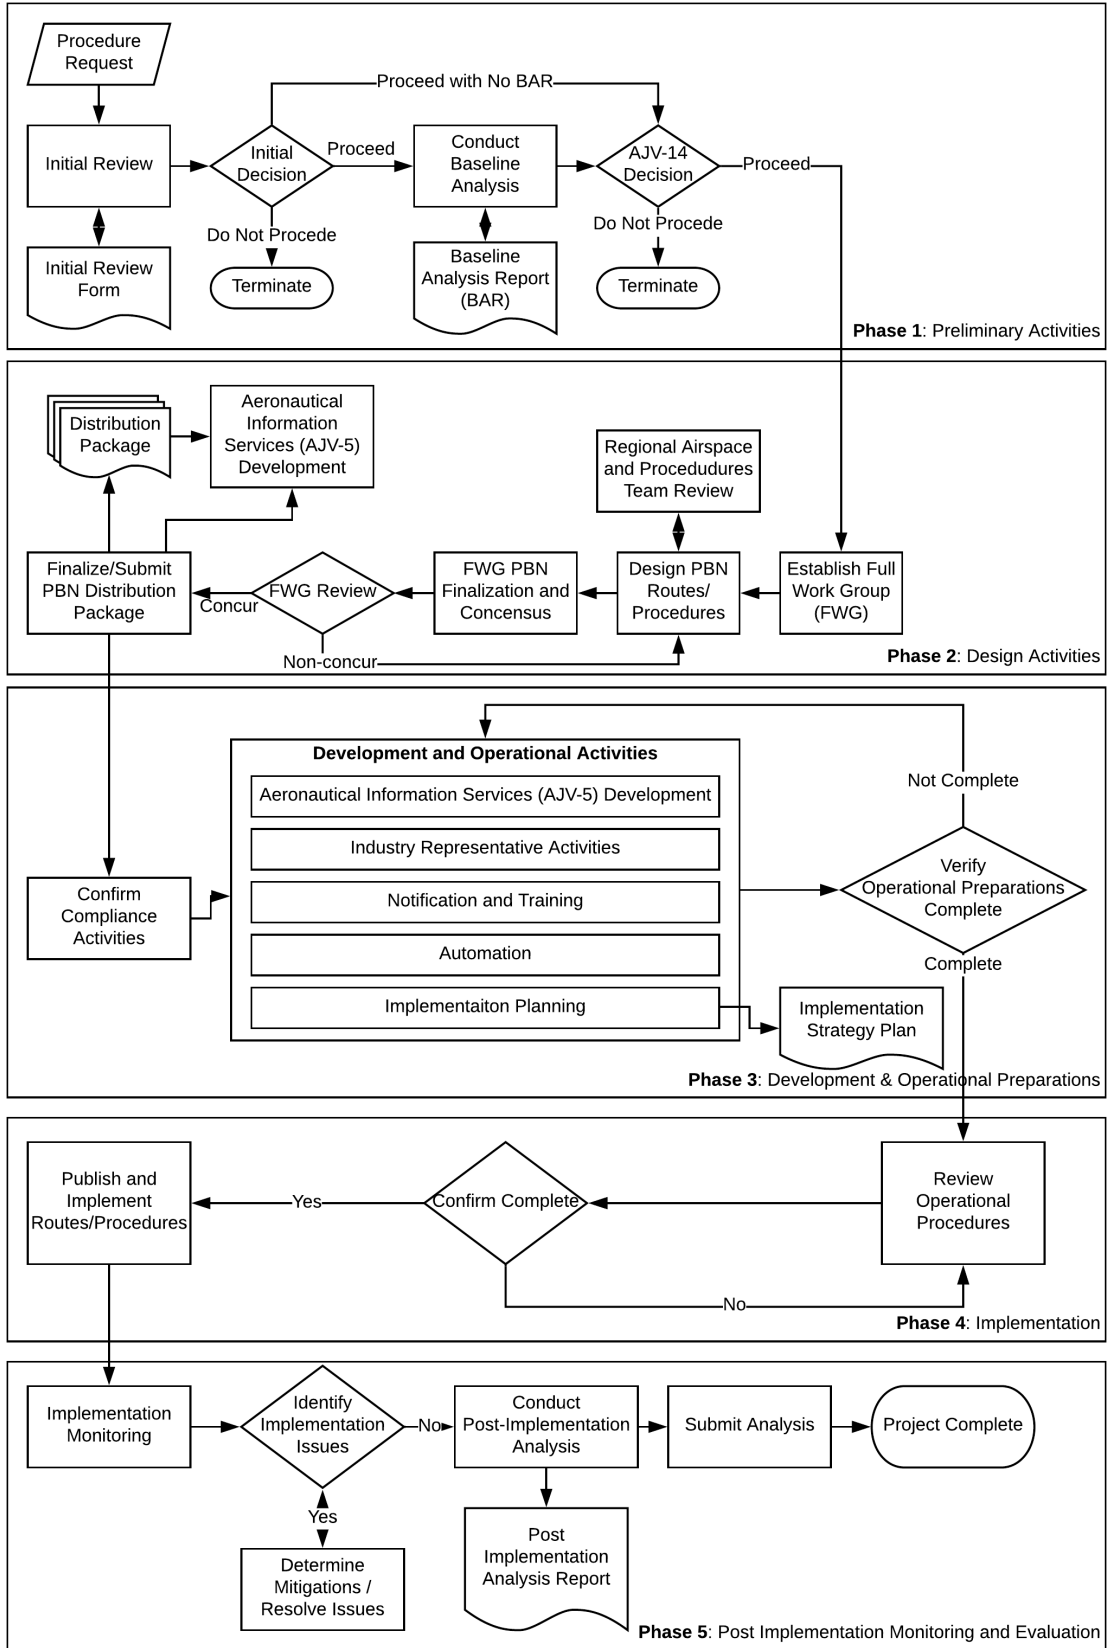 Procedure
Request
Proceed with No BAR
Initial Review
Initial
Decision
Proceed
Conduct
Baseline
Analysis
AJV-14
Decision
Proceed
Do Not Procede
Do Not Procede
Initial Review
Form
Terminate
Baseline
Analysis Report
(BAR)
Terminate
Phase 1: Preliminary Activities
Distribution
Package
Aeronautical
Information
Services (AJV-5)
Development
Regional Airspace
and Procedudures
Team Review
Finalize/Submit
PBN Distribution
Package
Concur
FWG Review
FWG PBN
Finalization and
Concensus
Design PBN
Routes/
Procedures
Establish Full
Work Group
(FWG)
Non-concur
Phase 2: Design Activities
Development and Operational Activities
Aeronautical Information Services (AJV-5) Development
Industry Representative Activities
Notification and Training
Automation
Implementaiton Planning
Not Complete
Verify
Operational Preparations
Complete
Confirm
Compliance
Activities
Complete
Implementation
Strategy Plan
Phase 3: Development & Operational Preparations
Publish and
Implement
Routes/Procedures
Yes
Confirm Complete
Review
Operational
Procedures
No
Phase 4: Implementation
Implementation
Monitoring
Identify
Implementation
Issues
No
Conduct
Post-Implementation
Analysis
Submit Analysis
Project Complete
Yes
Determine
Mitigations /
Resolve Issues
Post
Implementation
Analysis Report
Phase 5: Post Implementation Monitoring and Evaluation